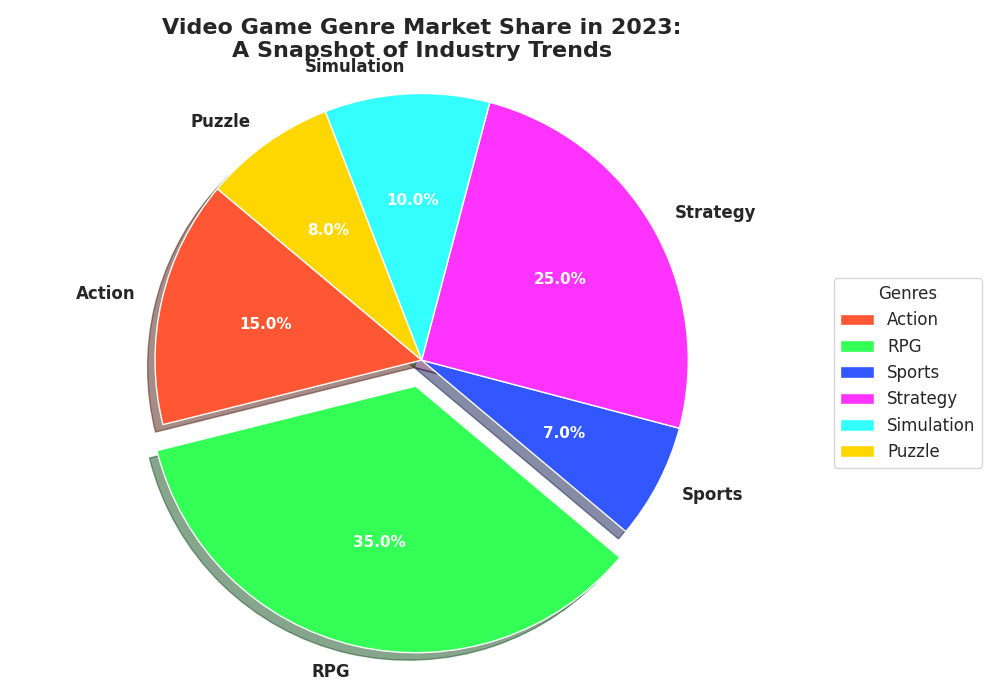 Video Game Genre Market Share in 2023:
A Snapshot of Industry Trends
Simulation
Puzzle
Strategy
Action
Sports
RPG
10.0%
8.0%
25.0%
15.0%
7.0%
35.0%
Genres
Action
RPG
Sports
Strategy
Simulation
Puzzle